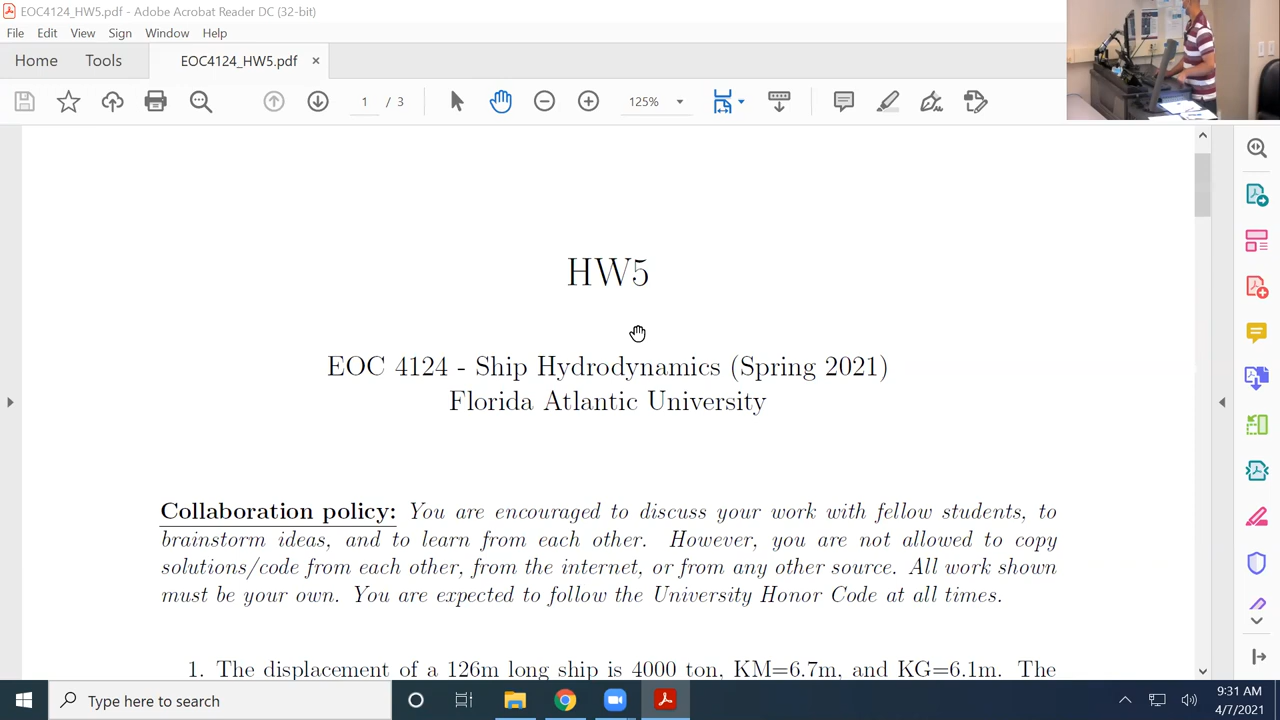 EOC4124_HW5.pdf - Adobe Acrobat Reader DC (32-bit)
File Edit View Sign Window Help
Home Tools EOC4124_HW5.pdf ×
1 / 3 125%
HW5
EOC 4124 - Ship Hydrodynamics (Spring 2021)
Florida Atlantic University
Collaboration policy: You are encouraged to discuss your work with fellow students, to
brainstorm ideas, and to learn from each other. However, you are not allowed to copy
solutions/code from each other, from the internet, or from any other source. All work shown
must be your own. You are expected to follow the University Honor Code at all times.
1. The displacement of a 126m long ship is 4000 ton, KM=6.7m, and KG=6.1m. The
Type here to search
9:31 AM
4/7/2021